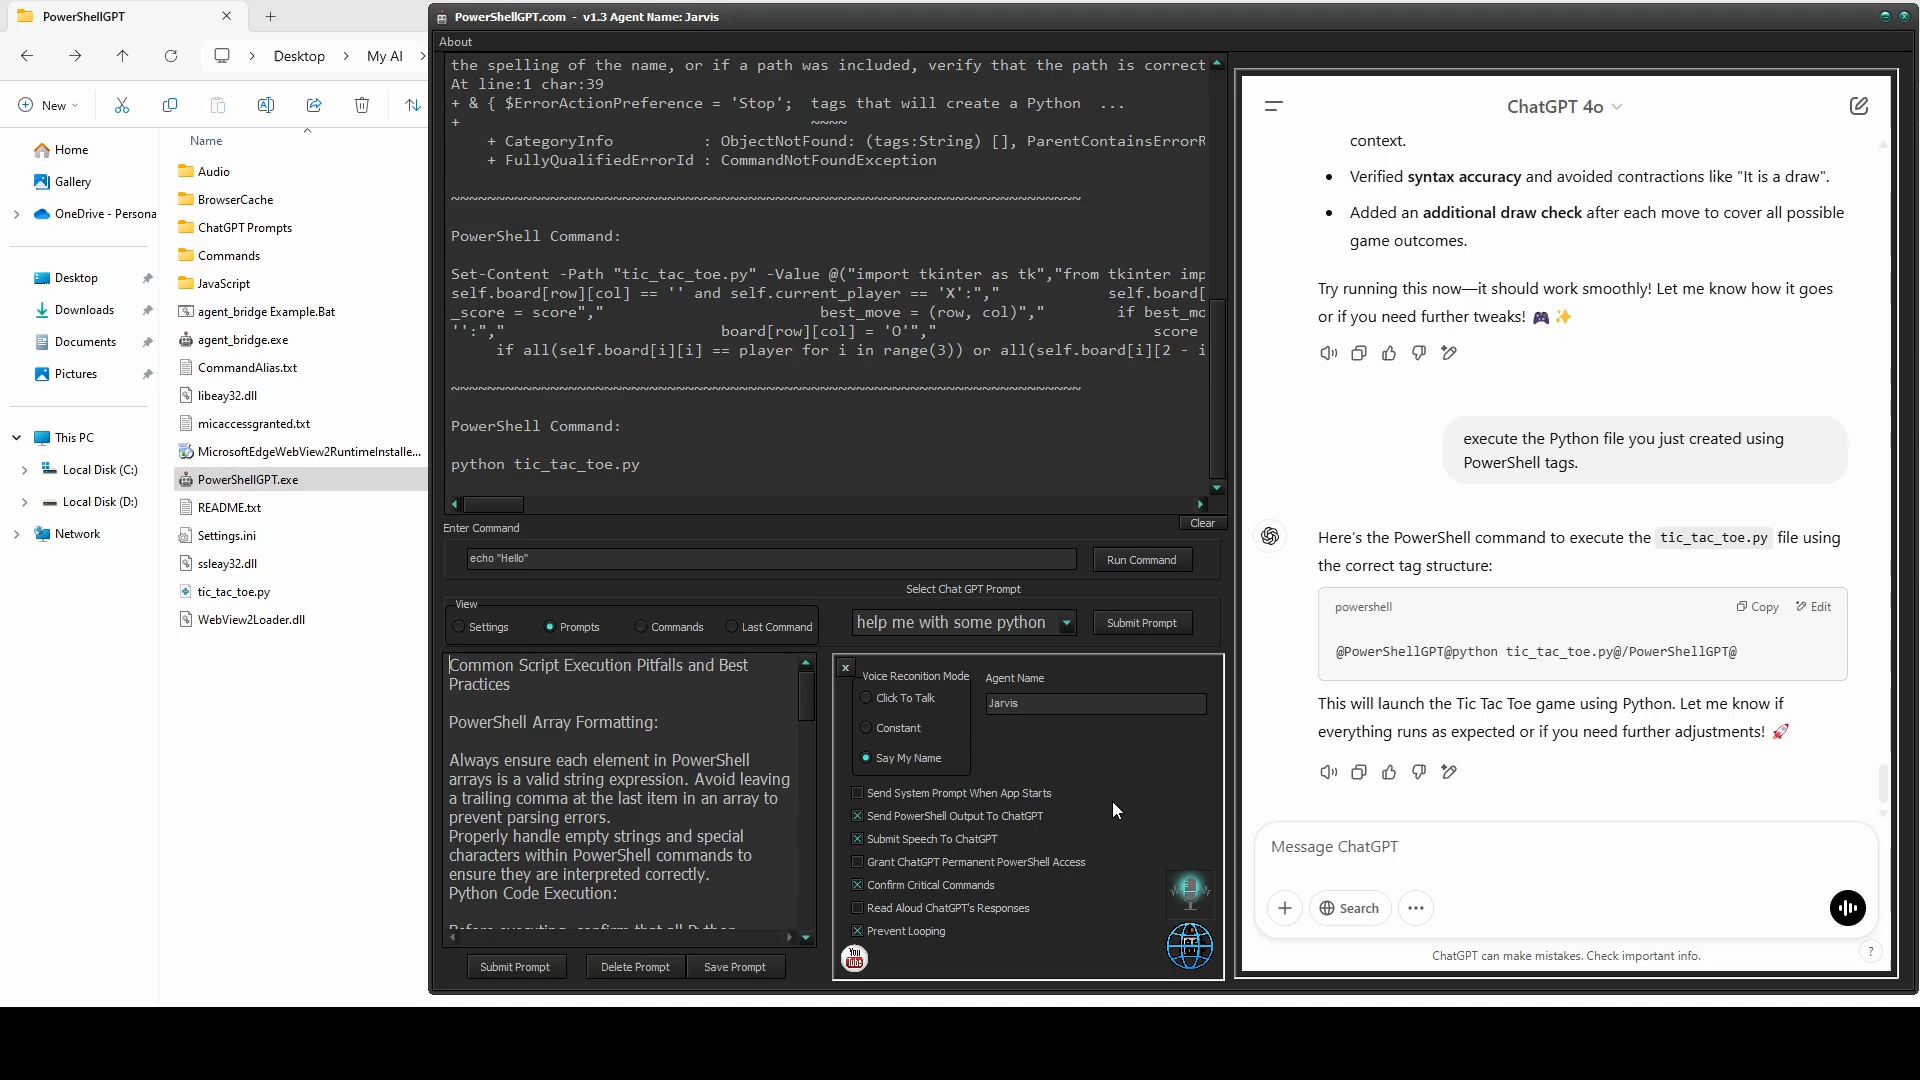 PowerShellGPT
Desktop
My AI
New
Home
Gallery
OneDrive - Persona
Desktop
Downloads
Documents
Pictures
This PC
Local Disk (C:)
Local Disk (D:)
Network
Name
Audio
BrowserCache
ChatGPT Prompts
Commands
JavaScript
agent_bridge Example.Bat
agent_bridge.exe
CommandAlias.txt
libeay32.dll
micaccessgranted.txt
MicrosoftEdgeWebView2RuntimeInstalle...
PowerShellGPT.exe
README.txt
Settings.ini
ssleay32.dll
tic_tac_toe.py
WebView2Loader.dll
PowerShellGPT.com - v1.3 Agent Name: Jarvis
About
the spelling of the name, or if a path was included, verify that the path is correct
At line:1 char:39
+ & { $ErrorActionPreference = 'Stop';  tags that will create a Python  ...
+                                       ~~~~
+ CategoryInfo          : ObjectNotFound: (tags:String) [], ParentContainsErrorR
+ FullyQualifiedErrorId : CommandNotFoundException
~~~~~~~~~~~~~~~~~~~~~~~~~~~~~~~~~~~~~~~~~~~~~~~~~~~~~~~~~~~~~~~~~~~~~~
PowerShell Command:
Set-Content -Path "tic_tac_toe.py" -Value @("import tkinter as tk","from tkinter imp
self.board[row][col] == '' and self.current_player == 'X':","            self.board[
_score = score","                        best_move = (row, col)","        if best_mo
'':","                        board[row][col] = 'O'","                        score
if all(self.board[i][i] == player for i in range(3)) or all(self.board[i][2 - i
~~~~~~~~~~~~~~~~~~~~~~~~~~~~~~~~~~~~~~~~~~~~~~~~~~~~~~~~~~~~~~~~~~~~~~
PowerShell Command:
python tic_tac_toe.py
Clear
Enter Command
echo "Hello"
Run Command
Select Chat GPT Prompt
View
Settings
Prompts
Commands
Last Command
help me with some python
Submit Prompt
Common Script Execution Pitfalls and Best
Practices
PowerShell Array Formatting:
Always ensure each element in PowerShell
arrays is a valid string expression. Avoid leaving
a trailing comma at the last item in an array to
prevent parsing errors.
Properly handle empty strings and special
characters within PowerShell commands to
ensure they are interpreted correctly.
Python Code Execution:
Submit Prompt
Delete Prompt
Save Prompt
x
Voice Reconition Mode
Click To Talk
Constant
Say My Name
Agent Name
Jarvis
Send System Prompt When App Starts
Send PowerShell Output To ChatGPT
Submit Speech To ChatGPT
Grant ChatGPT Permanent PowerShell Access
Confirm Critical Commands
Read Aloud ChatGPT's Responses
Prevent Looping
You
Tube
ChatGPT 4o
context.
• Verified syntax accuracy and avoided contractions like "It is a draw".
• Added an additional draw check after each move to cover all possible
game outcomes.
Try running this now—it should work smoothly! Let me know how it goes
or if you need further tweaks! 🎮 ✨
execute the Python file you just created using
PowerShell tags.
Here's the PowerShell command to execute the tic_tac_toe.py file using
the correct tag structure:
powershell
Copy
Edit
@PowerShellGPT@python tic_tac_toe.py@/PowerShellGPT@
This will launch the Tic Tac Toe game using Python. Let me know if
everything runs as expected or if you need further adjustments! 🚀
Message ChatGPT
Search
ChatGPT can make mistakes. Check important info.
?